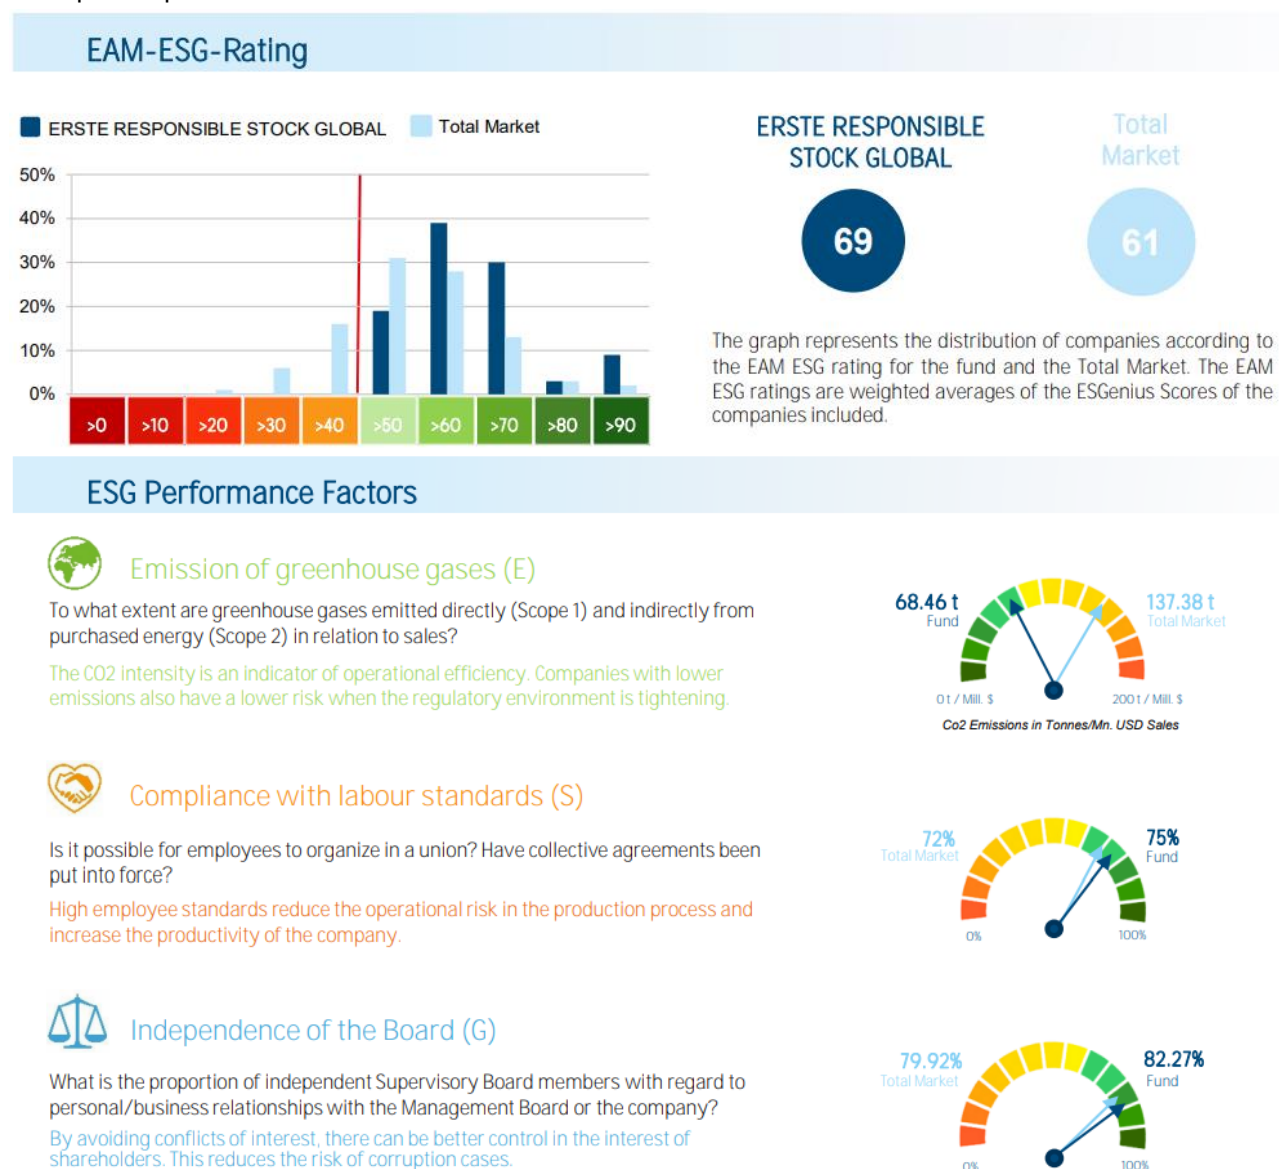 EAM-ESG-Rating
ERSTE RESPONSIBLE STOCK GLOBAL
Total Market
50%
40%
30%
20%
10%
0%
>0
>10
>20
>30
>40
>50
>60
>70
>80
>90
ERSTE RESPONSIBLE
STOCK GLOBAL
69
Total
Market
61
The graph represents the distribution of companies according to
the EAM ESG rating for the fund and the Total Market. The EAM
ESG ratings are weighted averages of the ESGenius Scores of the
companies included.
ESG Performance Factors
Emission of greenhouse gases (E)
To what extent are greenhouse gases emitted directly (Scope 1) and indirectly from
purchased energy (Scope 2) in relation to sales?
The CO2 intensity is an indicator of operational efficiency. Companies with lower
emissions also have a lower risk when the regulatory environment is tightening.
68.46 t
Fund
137.38 t
Total Market
0 t / Mill. $
200 t / Mill. $
Co2 Emissions in Tonnes/Mn. USD Sales
Compliance with labour standards (S)
Is it possible for employees to organize in a union? Have collective agreements been
put into force?
High employee standards reduce the operational risk in the production process and
increase the productivity of the company.
72%
Total Market
75%
Fund
0%
100%
Independence of the Board (G)
What is the proportion of independent Supervisory Board members with regard to
personal/business relationships with the Management Board or the company?
By avoiding conflicts of interest, there can be better control in the interest of
shareholders. This reduces the risk of corruption cases.
79.92%
Total Market
82.27%
Fund
0%
100%